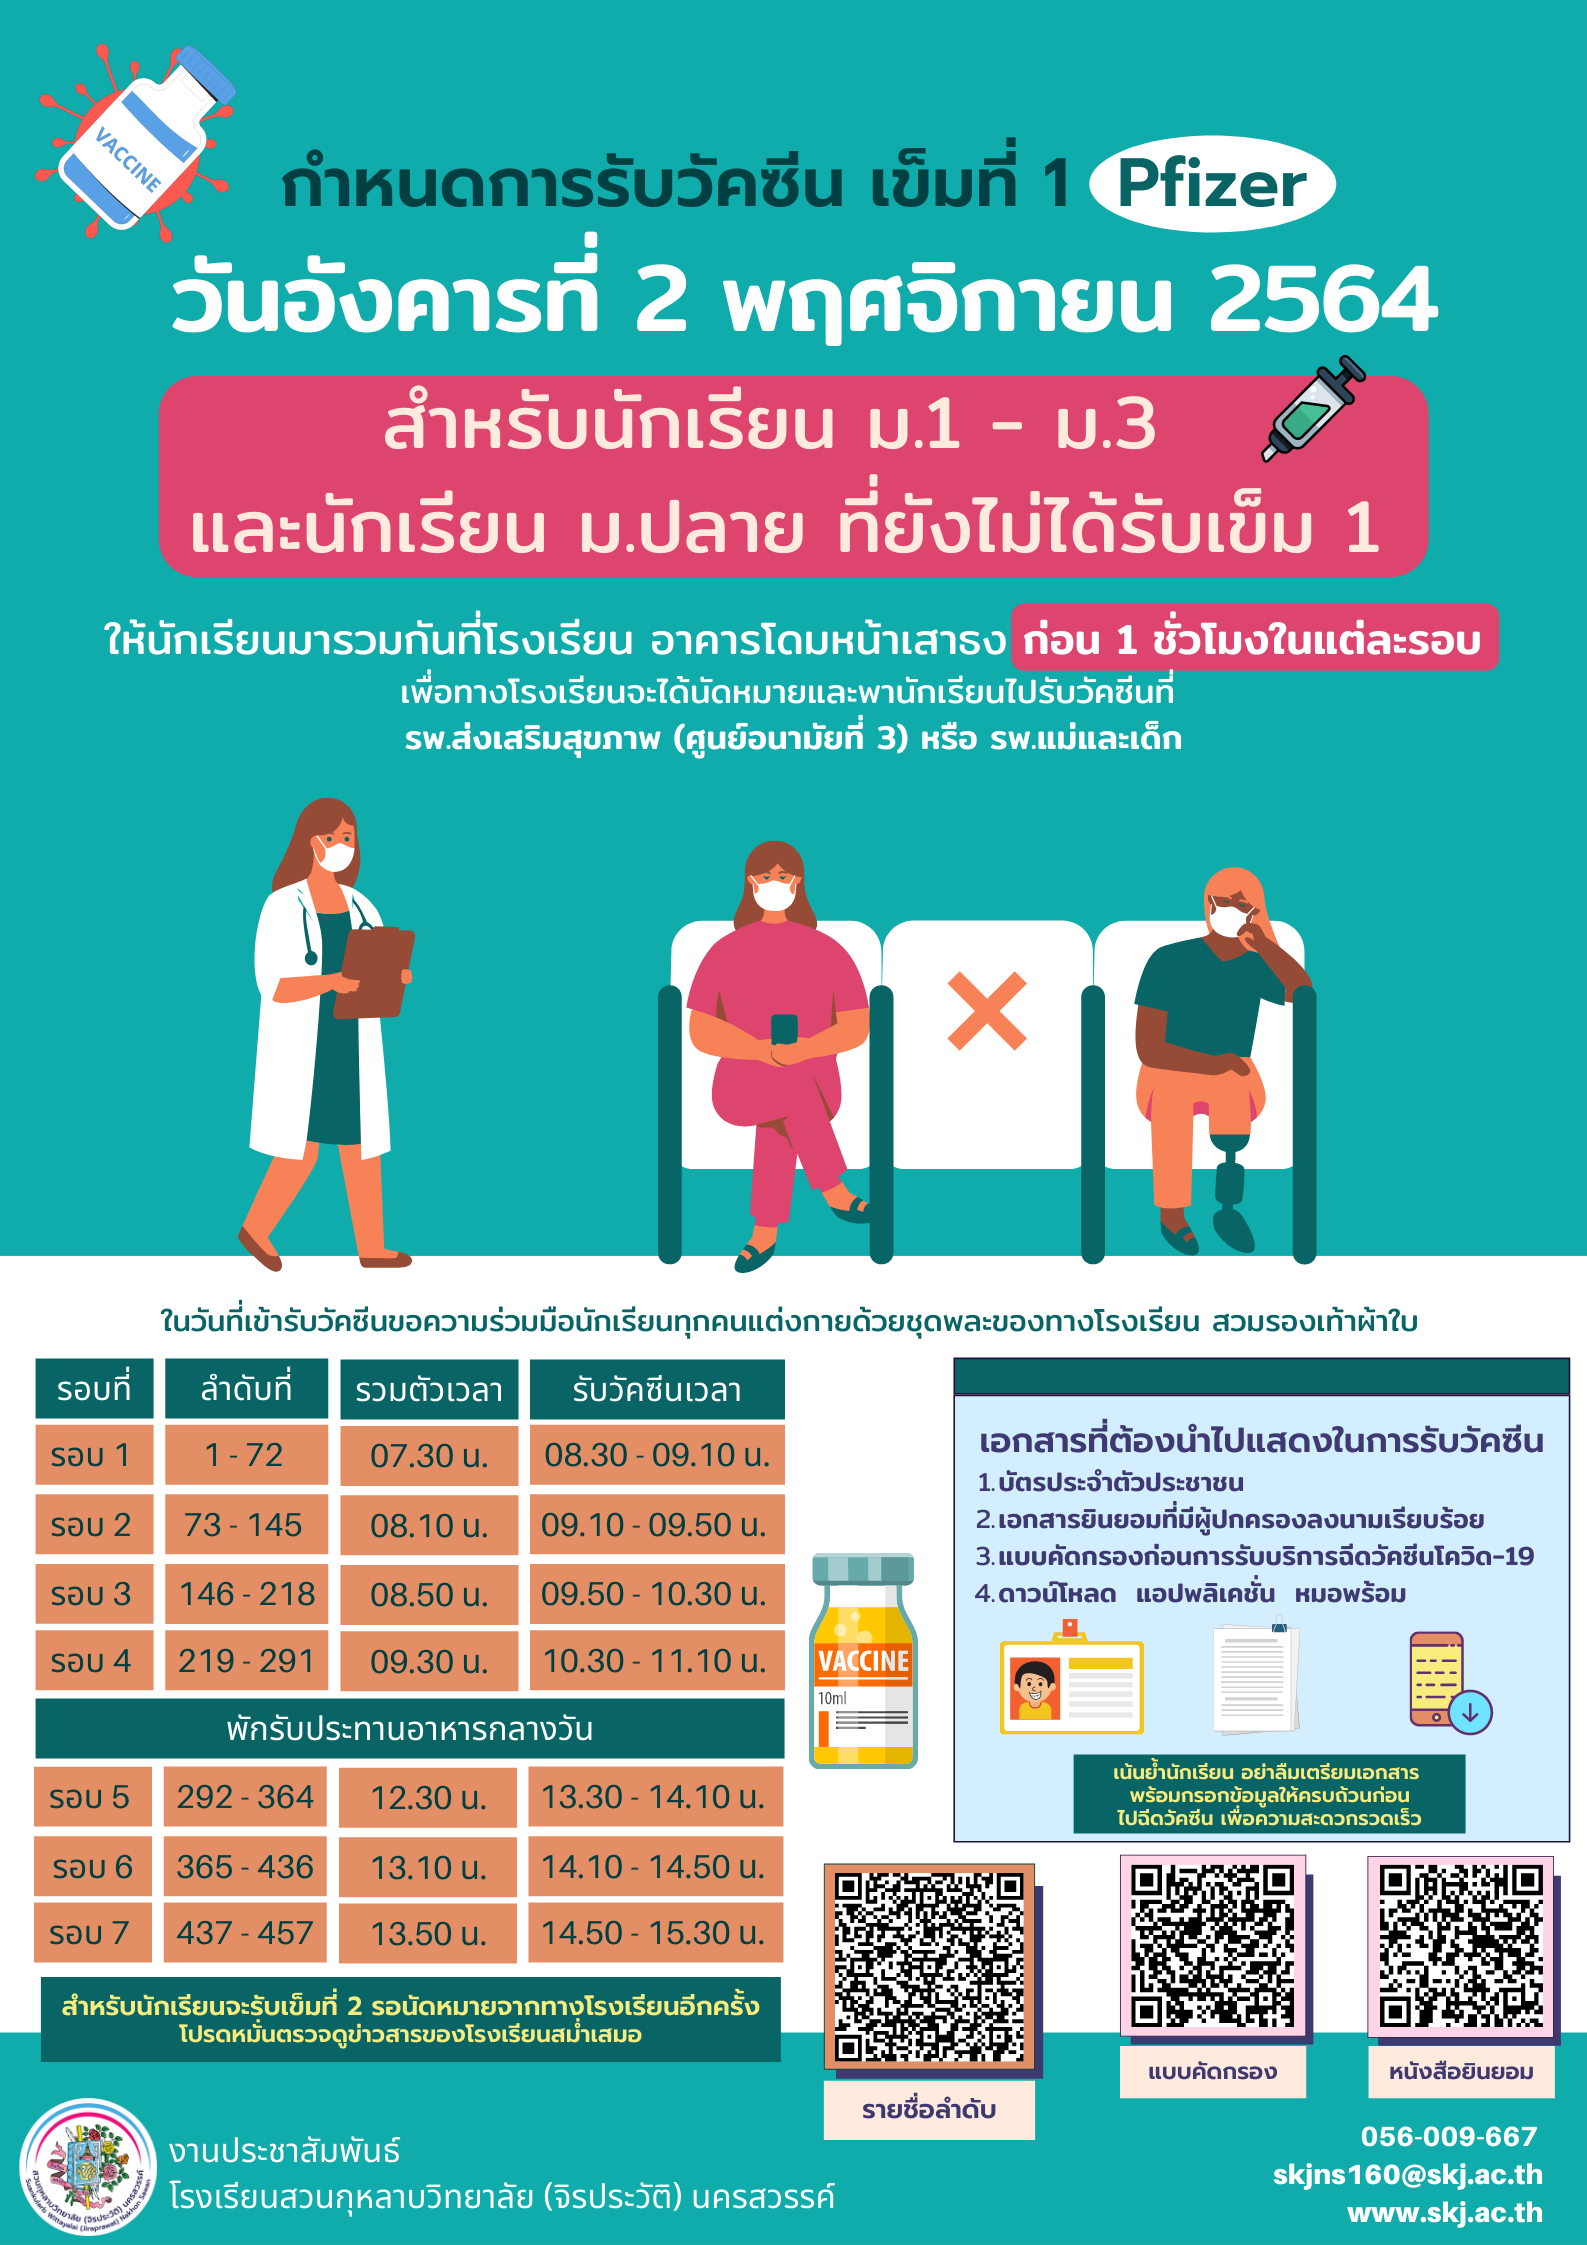 VACCINE
กำหนดการรับวัคซีน เข็มที่ 1 Pfizer
วันอังคารที่ 2 พฤศจิกายน 2564
สำหรับนักเรียน ม.1 - ม.3
และนักเรียน ม.ปลาย ที่ยังไม่ได้รับเข็ม 1
ให้นักเรียนมารวมกันที่โรงเรียน อาคารโดมหน้าเสาธง ก่อน 1 ชั่วโมงในแต่ละรอบ
เพื่อทางโรงเรียนจะได้นัดหมายและพานักเรียนไปรับวัคซีนที่
รพ.ส่งเสริมสุขภาพ (ศูนย์อนามัยที่ 3) หรือ รพ.แม่และเด็ก
ในวันที่เข้ารับวัคซีนขอความร่วมมือนักเรียนทุกคนแต่งกายด้วยชุดพละของทางโรงเรียน สวมรองเท้าผ้าใบ
รอบที่ ลำดับที่ รวมตัวเวลา รับวัคซีนเวลา
รอบ 1 1 - 72 07.30 น. 08.30 - 09.10 น.
รอบ 2 73 - 145 08.10 น. 09.10 - 09.50 น.
รอบ 3 146 - 218 08.50 น. 09.50 - 10.30 น.
รอบ 4 219 - 291 09.30 น. 10.30 - 11.10 น.
พักรับประทานอาหารกลางวัน
รอบ 5 292 - 364 12.30 น. 13.30 - 14.10 น.
รอบ 6 365 - 436 13.10 น. 14.10 - 14.50 น.
รอบ 7 437 - 457 13.50 น. 14.50 - 15.30 น.
สำหรับนักเรียนจะรับเข็มที่ 2 รอนัดหมายจากทางโรงเรียนอีกครั้ง
โปรดหมั่นตรวจดูข่าวสารของโรงเรียนสม่ำเสมอ
VACCINE
10ml
เอกสารที่ต้องนำไปแสดงในการรับวัคซีน
1. บัตรประจำตัวประชาชน
2. เอกสารยินยอมที่มีผู้ปกครองลงนามเรียบร้อย
3. แบบคัดกรองก่อนการรับบริการฉีดวัคซีนโควิด-19
4. ดาวน์โหลด แอปพลิเคชั่น หมอพร้อม
เน้นย้ำนักเรียน อย่าลืมเตรียมเอกสาร
พร้อมกรอกข้อมูลให้ครบถ้วนก่อน
ไปฉีดวัคซีน เพื่อความสะดวกรวดเร็ว
รายชื่อลำดับ
แบบคัดกรอง
หนังสือยินยอม
สวนกุหลาบวิทยาลัย (จิรประวัติ) นครสวรรค์
Suankularb Wittayalai (Jiraprawat) Nakhon Sawan
งานประชาสัมพันธ์
โรงเรียนสวนกุหลาบวิทยาลัย (จิรประวัติ) นครสวรรค์
056-009-667
skjns160@skj.ac.th
www.skj.ac.th